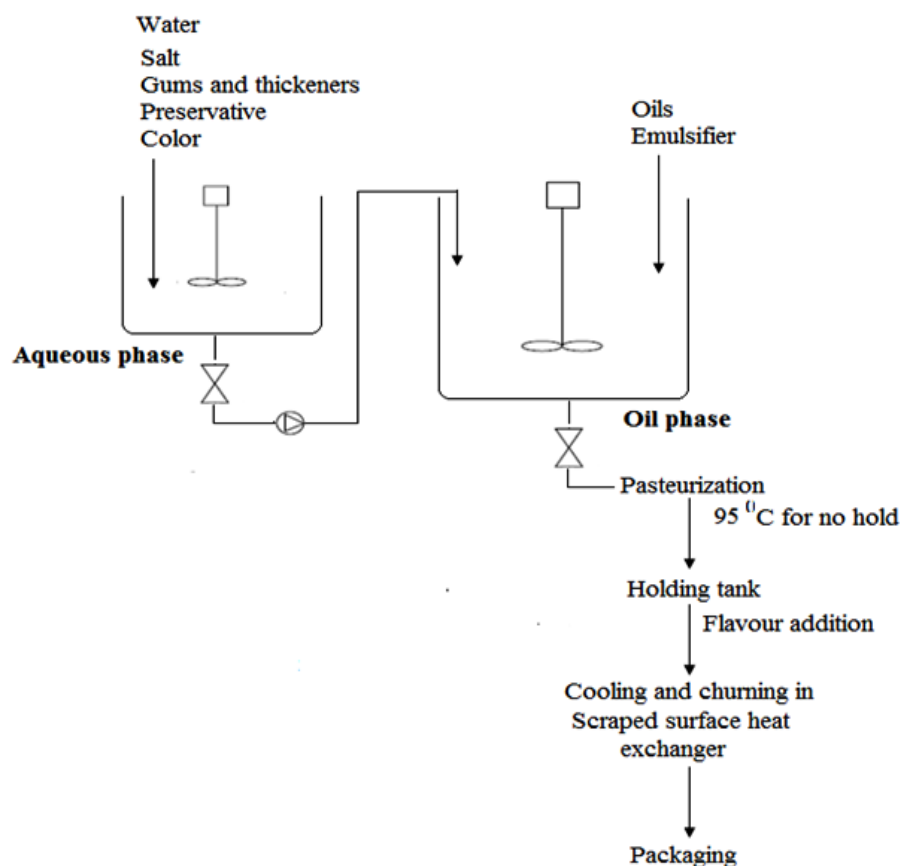 Water
Salt
Gums and thickeners
Preservative
Color
Oils
Emulsifier
Aqueous phase
Oil phase
Pasteurization
95 ⁰C for no hold
Holding tank
Flavour addition
Cooling and churning in
Scraped surface heat
exchanger
Packaging